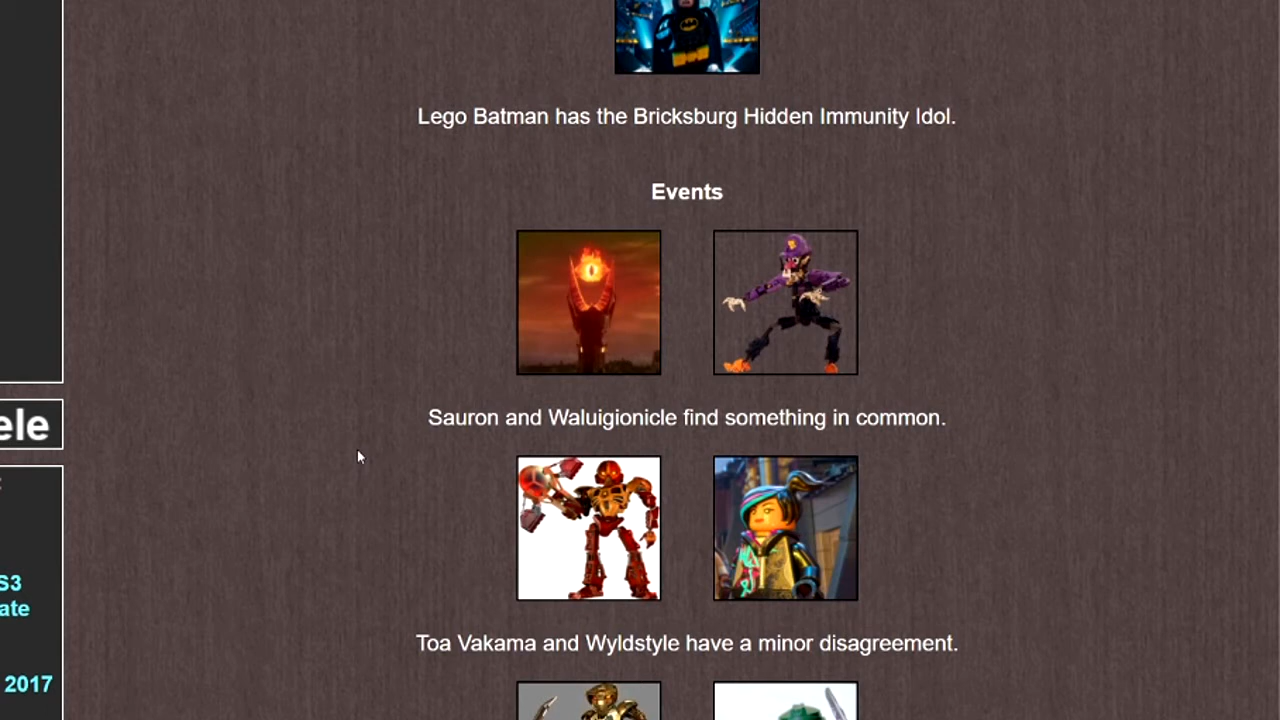 Lego Batman has the Bricksburg Hidden Immunity Idol.
Events
Sauron and Waluigionicle find something in common.
ele
Toa Vakama and Wyldstyle have a minor disagreement.
S3
ate
2017